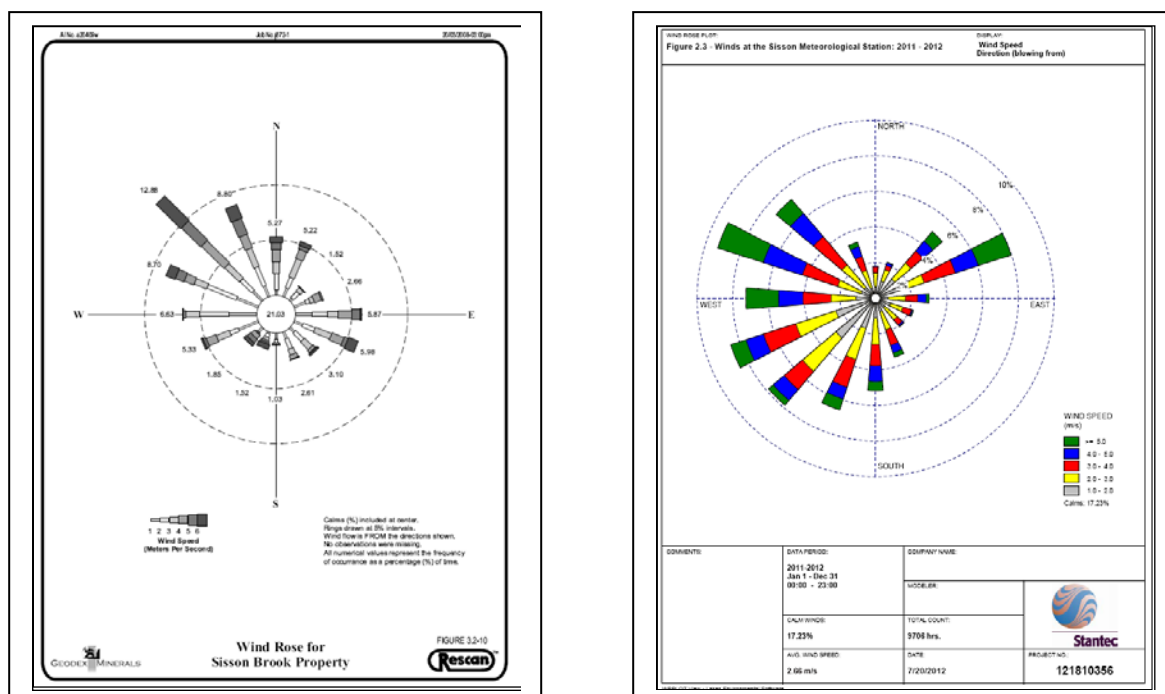 Job No. 873-1
N
12.88
8.80
5.27
5.22
1.52
2.66
8.70
W
6.63
21.03
5.87
E
5.33
5.98
1.85
3.10
1.52
2.61
1.03
S
1 2 3 4 5 6
Wind Speed
(Meters Per Second)
Calms (%) included at center.
Rings drawn at 5% intervals.
Wind flow is FROM the directions shown.
No observations were missing.
All numerical values represent the frequency
of occurrence as a percentage (%) of time.
FIGURE 3.2-10
Wind Rose for
Sisson Brook Property
GEODEX MINERALS
Rescan
WIND ROSE PLOT:
Figure 2.3 - Winds at the Sisson Meteorological Station: 2011 - 2012
DISPLAY:
Wind Speed
Direction (blowing from)
NORTH
10%
8%
6%
4%
2%
WEST
EAST
SOUTH
WIND SPEED
(m/s)
>= 5.0
4.0 - 5.0
3.0 - 4.0
2.0 - 3.0
1.0 - 2.0
Calms: 17.23%
COMMENTS:
DATA PERIOD:
2011-2012
Jan 1 - Dec 31
00:00 - 23:00
COMPANY NAME:
MODELER:
CALM WINDS:
17.23%
TOTAL COUNT:
9706 hrs.
Stantec
AVG. WIND SPEED:
2.66 m/s
DATE:
7/20/2012
PROJECT NO.:
121810356